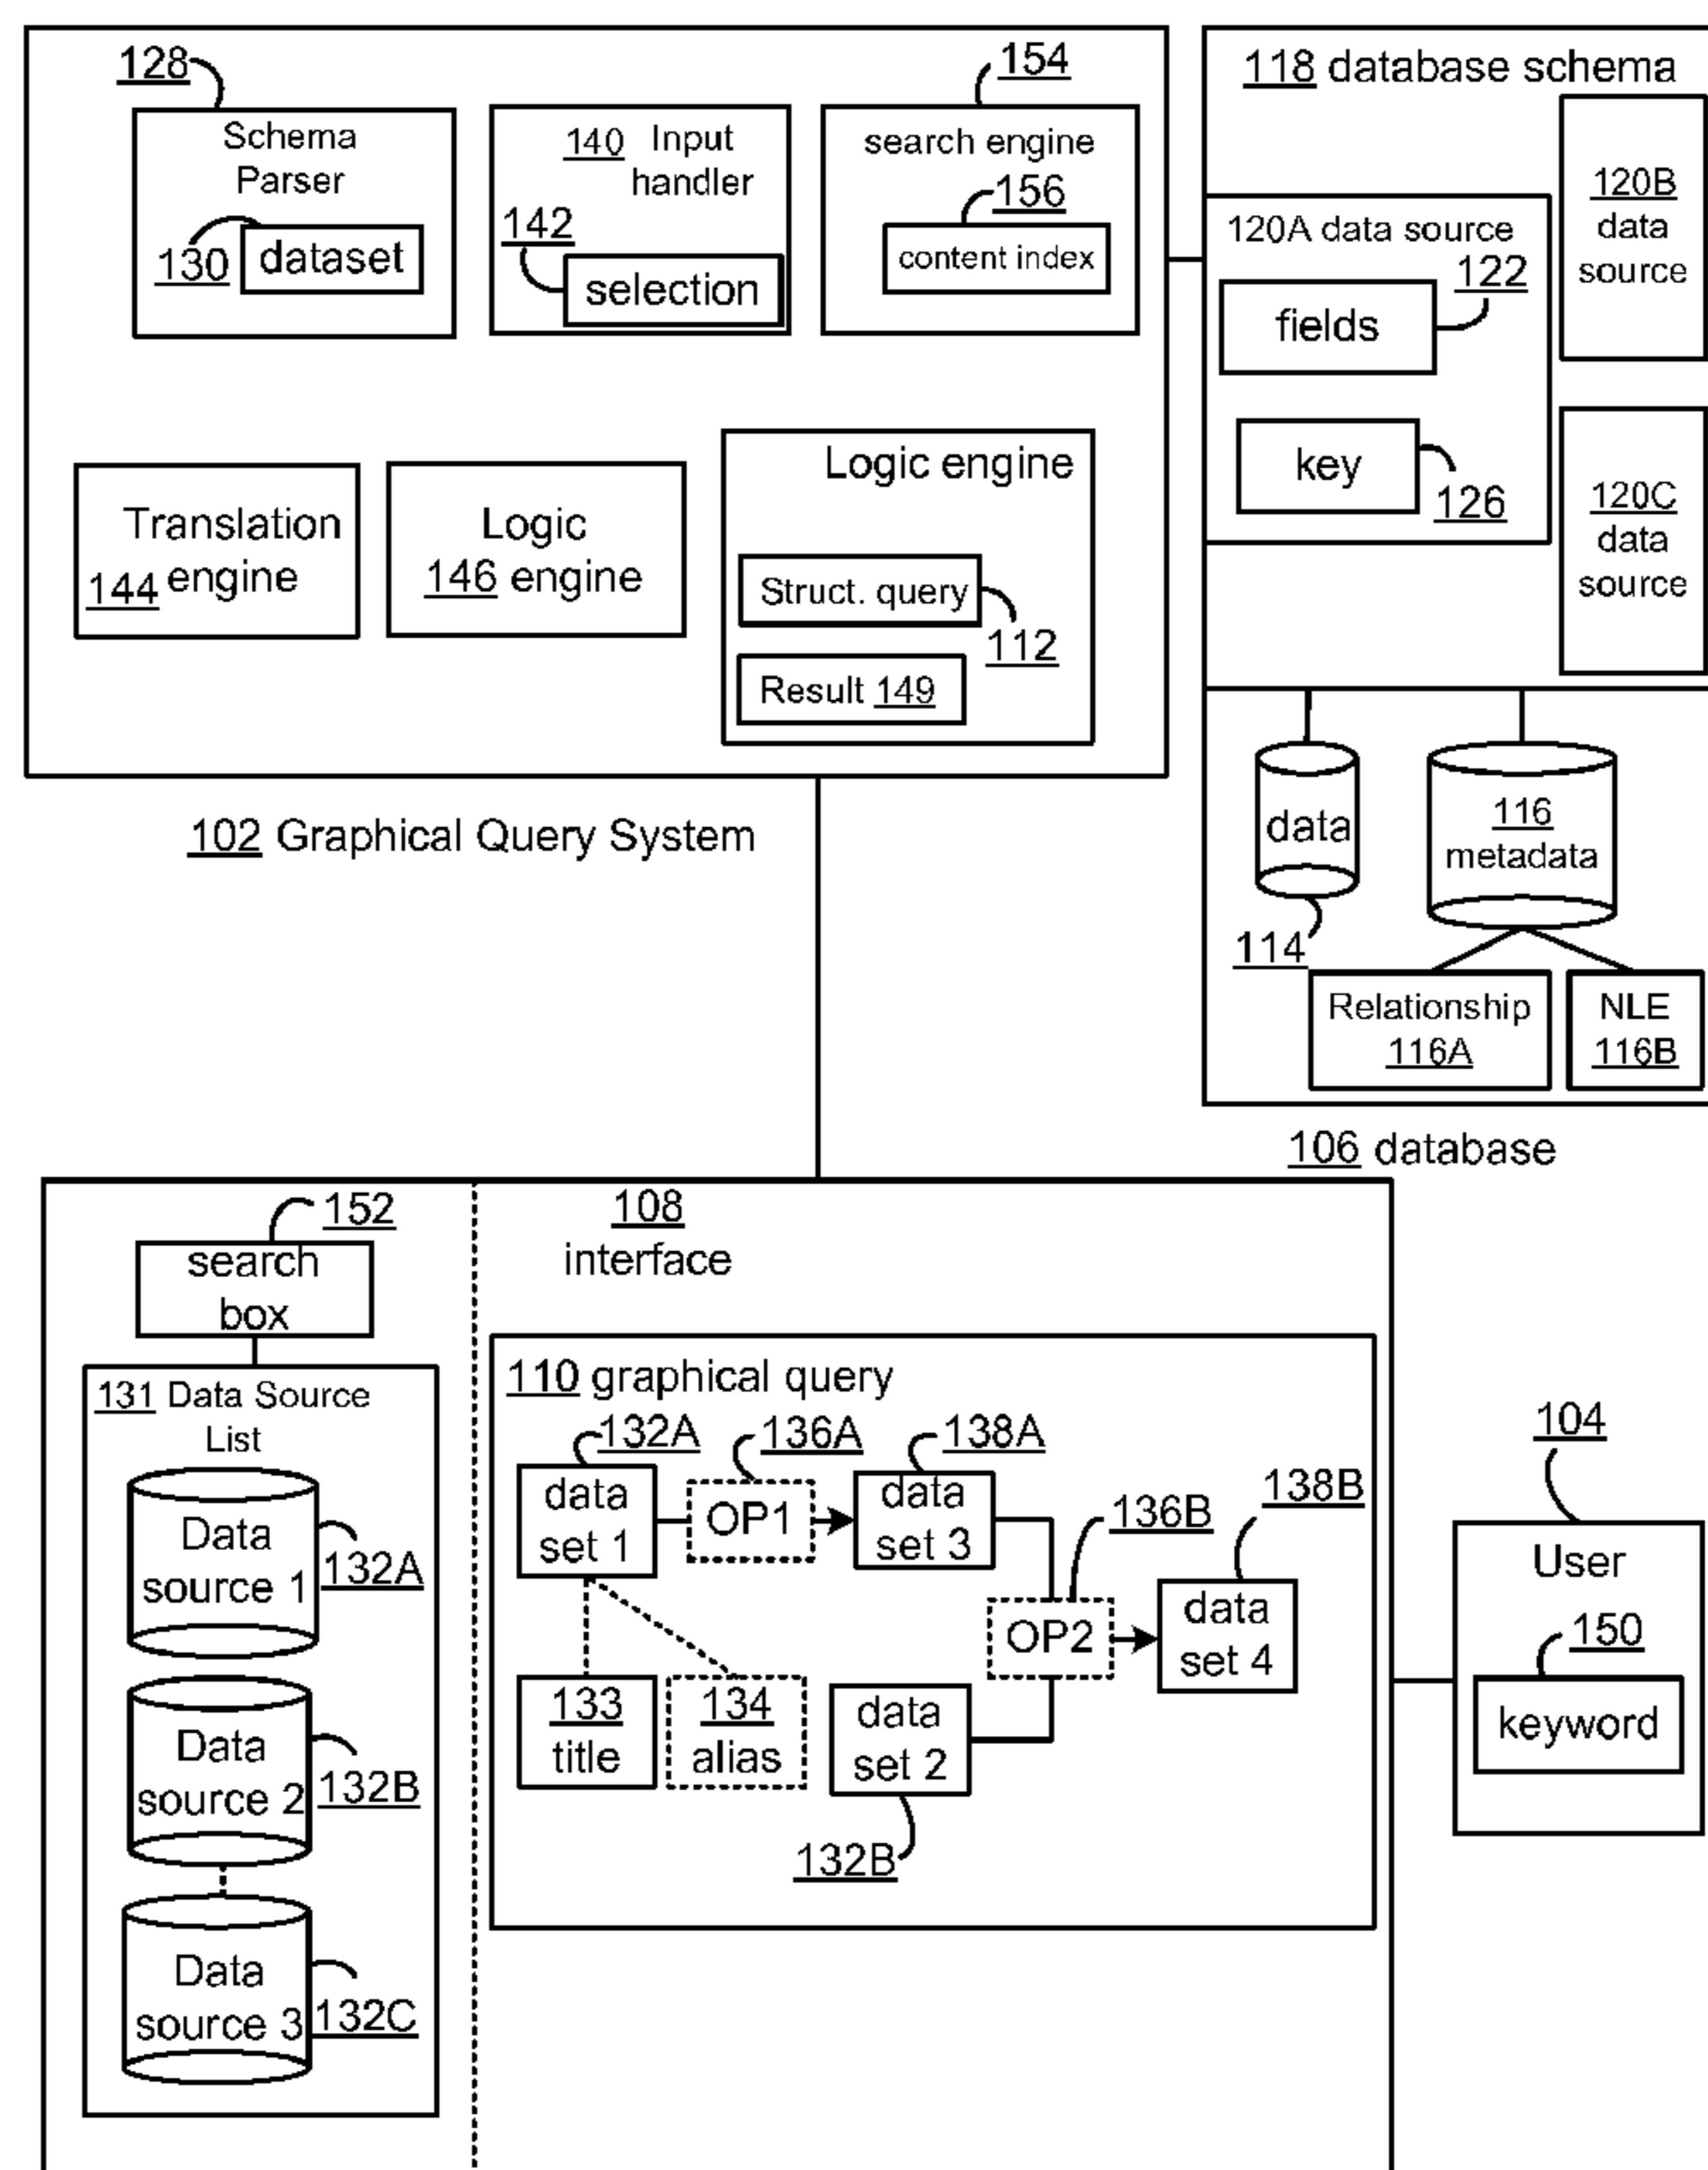 128
Schema
Parser
130
dataset
140 Input
handler
142
selection
154
search engine
156
content index
Translation
144 engine
Logic
146 engine
Logic engine
Struct. query
112
Result 149
102 Graphical Query System
118 database schema
120A data source
122
fields
key
126
120B
data
source
120C
data
source
data
114
116
metadata
Relationship
116A
NLE
116B
106 database
152
search
box
131 Data Source
List
Data
source 1
132A
Data
source 2
132B
Data
source 3
132C
108
interface
110 graphical query
132A
data
set 1
136A
OP1
138A
data
set 3
136B
OP2
138B
data
set 4
133
title
134
alias
data
set 2
132B
104
User
150
keyword